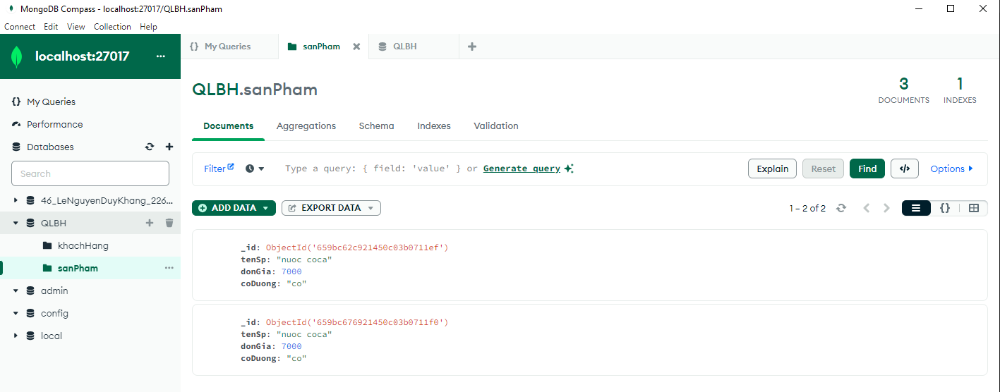 MongoDB Compass - localhost:27017/QLBH.sanPham
Connect Edit View Collection Help
localhost:27017 ...
{} My Queries
sanPham
QLBH
My Queries
Performance
Databases
Search
46_LeNguyenDuyKhang_226...
QLBH
khachHang
sanPham
admin
config
local
QLBH.sanPham
3
DOCUMENTS
1
INDEXES
Documents Aggregations Schema Indexes Validation
Filter Type a query: { field: 'value' } or Generate query Explain Reset Find </> Options
ADD DATA EXPORT DATA 1 – 2 of 2 {}
_id: ObjectId('659bc62c921450c03b0711ef')
tenSp: "nuoc coca"
donGia: 7000
coDuong: "co"
_id: ObjectId('659bc676921450c03b0711f0')
tenSp: "nuoc coca"
donGia: 7000
coDuong: "co"